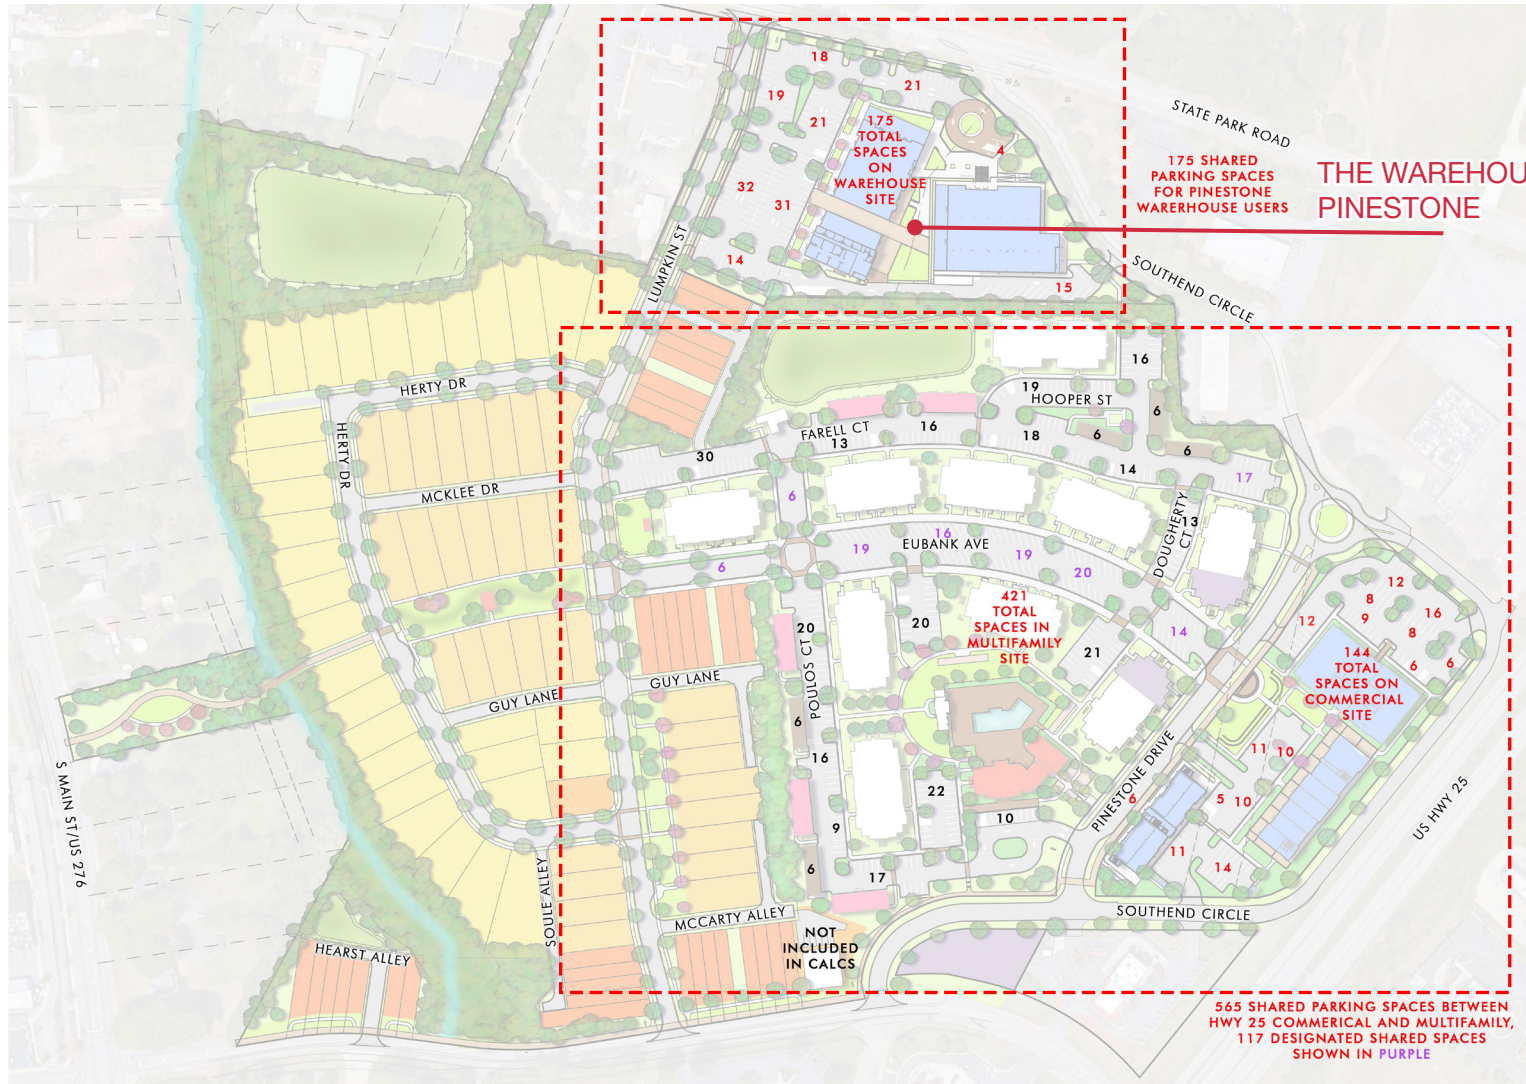 18
21
19
21
175
TOTAL
SPACES
ON
WAREHOUSE
SITE
4
32
31
14
15
STATE PARK ROAD
175 SHARED
PARKING SPACES
FOR PINESTONE
WARERHOUSE USERS
THE WAREHOU
PINESTONE
LUMPKIN ST
SOUTHEND CIRCLE
HERTY DR
HERTY DR
MCKLEE DR
GUY LANE
GUY LANE
16
19
HOOPER ST
6
FARELL CT
13
16
18
6
6
30
14
17
6
DOUGHERTY
CT
13
16
19
EUBANK AVE
19
20
6
421
TOTAL
SPACES IN
MULTIFAMILY
SITE
20
20
14
21
POULOS CT
6
16
9
6
17
22
10
12
8
16
9
12
8
6
6
144
TOTAL
SPACES ON
COMMERCIAL
SITE
11
10
5
10
6
11
14
PINESTONE DRIVE
US HWY 25
S MAIN ST/US 276
SOULE ALLEY
MCCARTY ALLEY
HEARST ALLEY
SOUTHEND CIRCLE
NOT
INCLUDED
IN CALCS
565 SHARED PARKING SPACES BETWEEN
HWY 25 COMMERICAL AND MULTIFAMILY,
117 DESIGNATED SHARED SPACES
SHOWN IN PURPLE